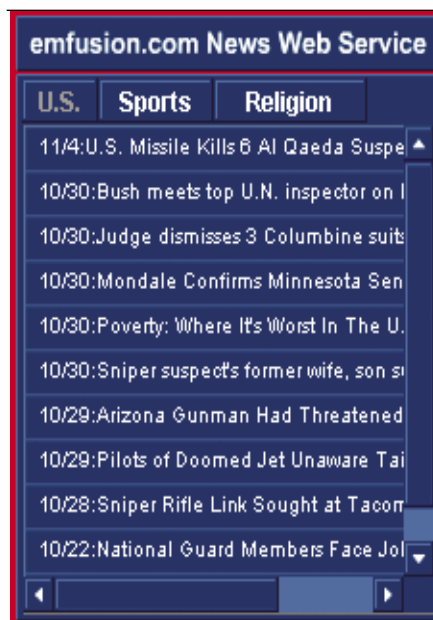 emfusion.com News Web Service
U.S. Sports Religion
11/4:U.S. Missile Kills 6 Al Qaeda Suspe
10/30:Bush meets top U.N. inspector on I
10/30:Judge dismisses 3 Columbine suits
10/30:Mondale Confirms Minnesota Sen
10/30:Poverty: Where It's Worst In The U.
10/30:Sniper suspect's former wife, son su
10/29:Arizona Gunman Had Threatened
10/29:Pilots of Doomed Jet Unaware Tai
10/28:Sniper Rifle Link Sought at Tacom
10/22:National Guard Members Face Jol